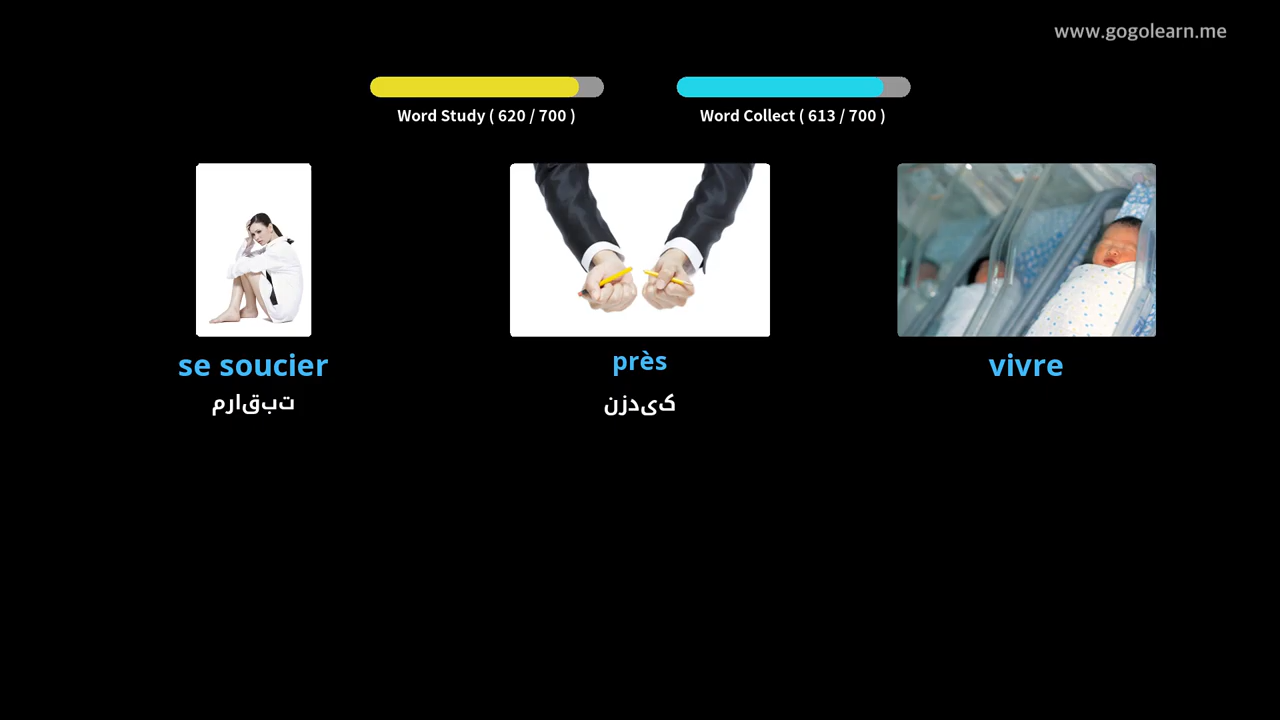 www.gogolearn.me
Word Study ( 620 / 700 )
Word Collect ( 613 / 700 )
se soucier
تبقارم
près
کیدزن
vivre